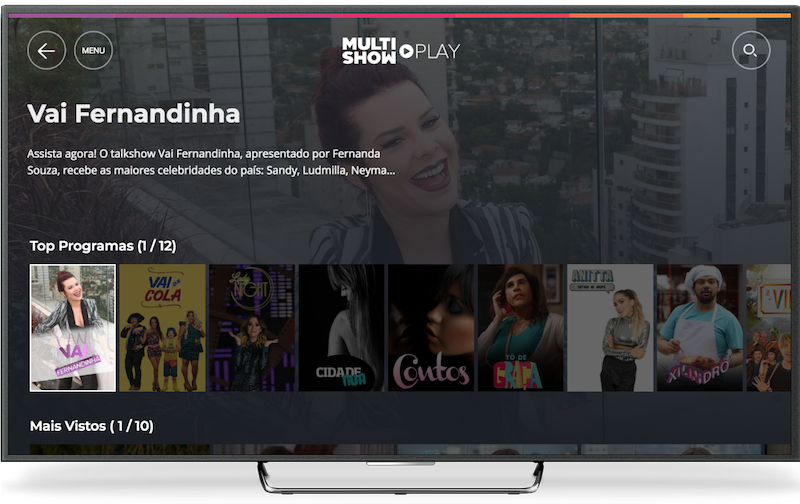 MENU
MULTI
SHOW PLAY
Vai Fernandinha
Assista agora! O talkshow Vai Fernandinha, apresentado por Fernanda
Souza, recebe as maiores celebridades do país: Sandy, Ludmilla, Neyma...
Top Programas (1 / 12)
VAI
FERNANDINHA
VAI QUE
COLA
Lady
NIGHT
CIDADE
NUA
Contos
TÔ DE
GRAÇA
ANITTA
XILINDRÓ
Mais Vistos ( 1 / 10)